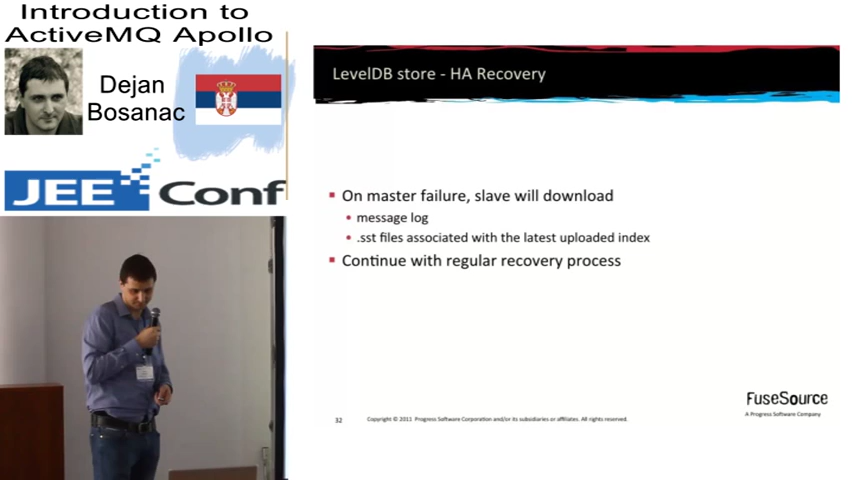 Introduction to
ActiveMQ Apollo
Dejan
Bosanac
JEE Conf
LevelDB store - HA Recovery
On master failure, slave will download
message log
.sst files associated with the latest uploaded index
Continue with regular recovery process
FuseSource
A Progress Software Company
32
Copyright © 2011 Progress Software Corporation and/or its subsidiaries or affiliates. All rights reserved.